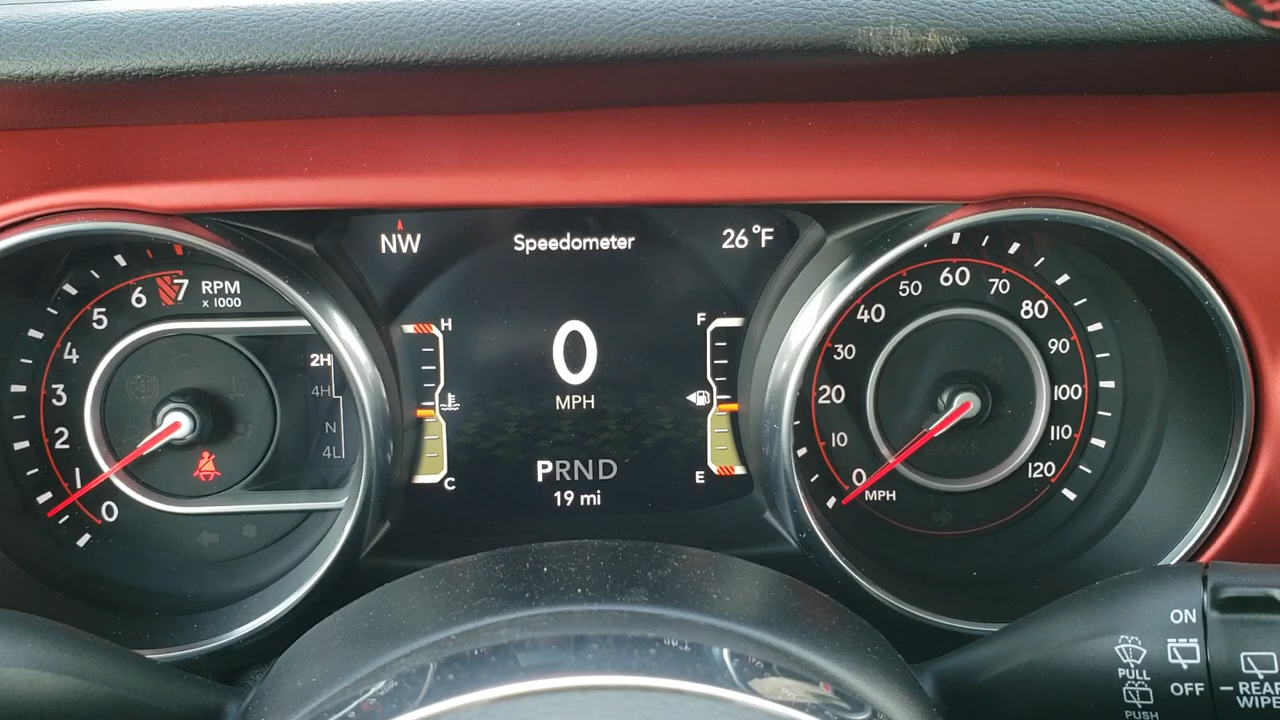 NW Speedometer 26°F
7 RPM
6 x 1000
5
4
3
2
1
0
2H
4H
N
4L
H
C
0
MPH
PRND
19 mi
F
E
60
50 70
40 80
30 90
20 100
10 110
0 120
MPH
BRAKE
ON
PULL
OFF
PUSH
REAR